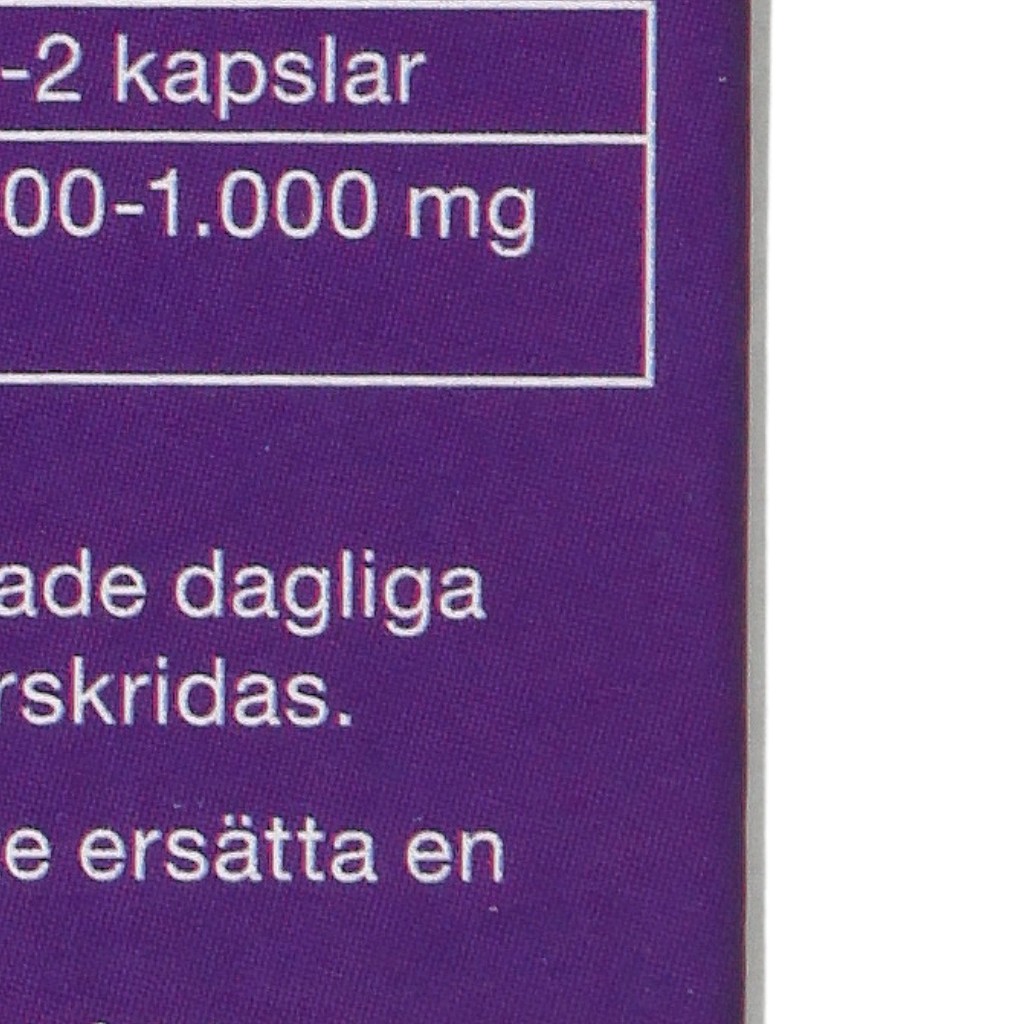 -2 kapslar
00-1.000 mg
ade dagliga
rskridas.
e ersätta en